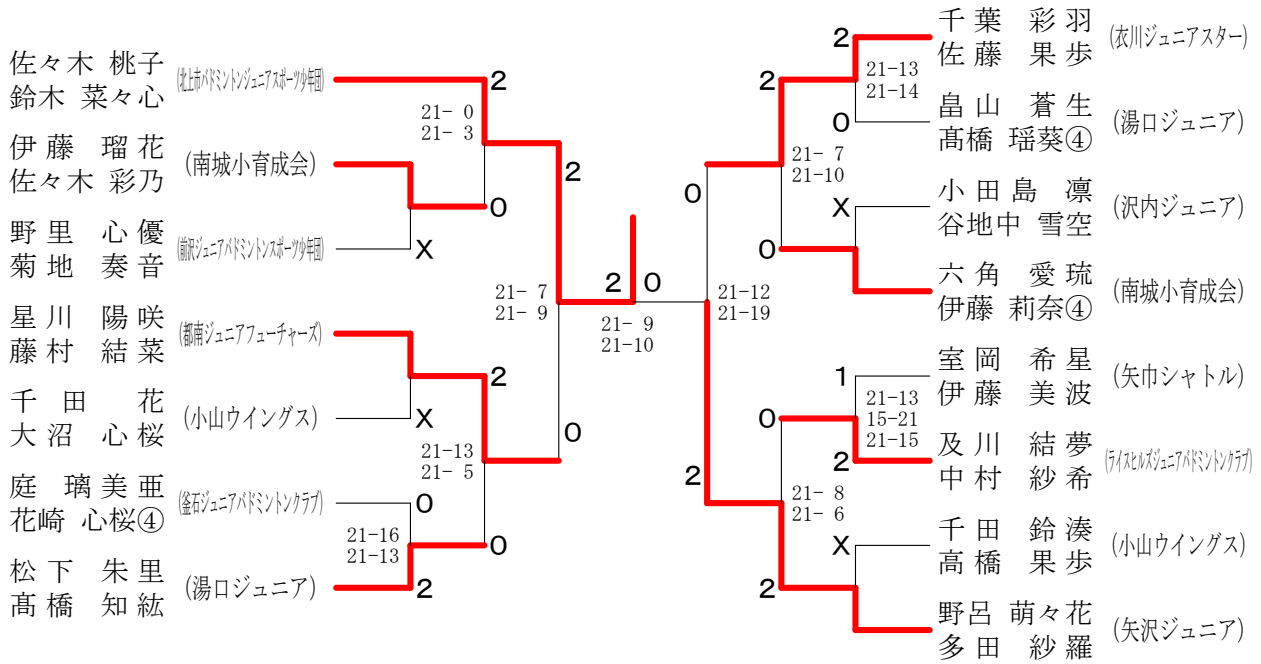 佐々木 桃子
鈴木 菜々心
(北上市バドミントンジュニアスポーツ少年団)
2
21- 0
21- 3
伊藤 瑠花
佐々木 彩乃
(南城小育成会)
0
野里 心優
菊地 奏音
(前沢ジュニアバドミントンスポーツ少年団)
X
2
21- 7
21- 9
星川 陽咲
藤村 結菜
(都南ジュニアフューチャーズ)
2
千田 花
大沼 心桜
(小山ウイングス)
X
0
21-13
21- 5
庭 璃美亜
花崎 心桜④
(釜石ジュニアバドミントンクラブ)
0
21-16
21-13
0
松下 朱里
髙橋 知紘
(湯口ジュニア)
2
2 0
21- 9
21-10
千葉 彩羽
佐藤 果歩
(衣川ジュニアスター)
2
21-13
21-14
2
畠山 蒼生
髙橋 瑶葵④
(湯口ジュニア)
0
21- 7
21-10
0
小田島 凛
谷地中 雪空
(沢内ジュニア)
X
0
六角 愛琉
伊藤 莉奈④
(南城小育成会)
21-12
21-19
室岡 希星
伊藤 美波
(矢巾シャトル)
1
21-13
15-21
21-15
0
及川 結夢
中村 紗希
(ライスヒルズジュニアバドミントンクラブ)
2
2
21- 8
21- 6
千田 鈴湊
高橋 果歩
(小山ウイングス)
X
2
野呂 萌々花
多田 紗羅
(矢沢ジュニア)